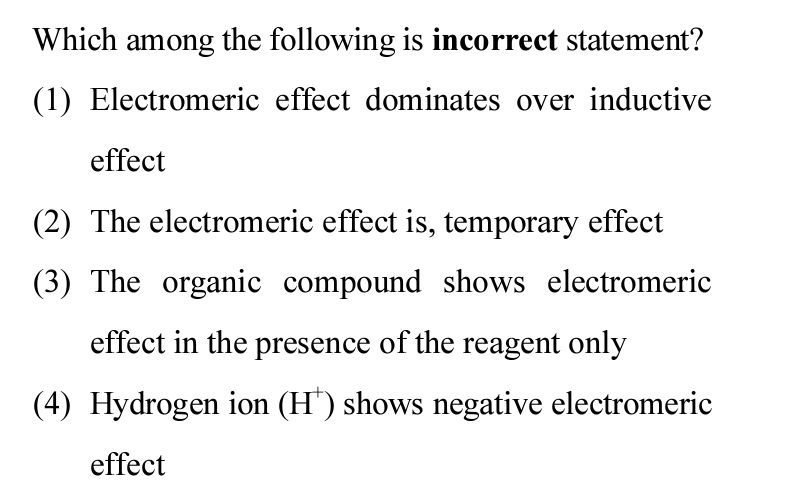 Which among the following is incorrect statement?
(1) Electromeric effect dominates over inductive
effect
(2) The electromeric effect is, temporary effect
(3) The organic compound shows electromeric
effect in the presence of the reagent only
(4) Hydrogen ion (H⁺) shows negative electromeric
effect